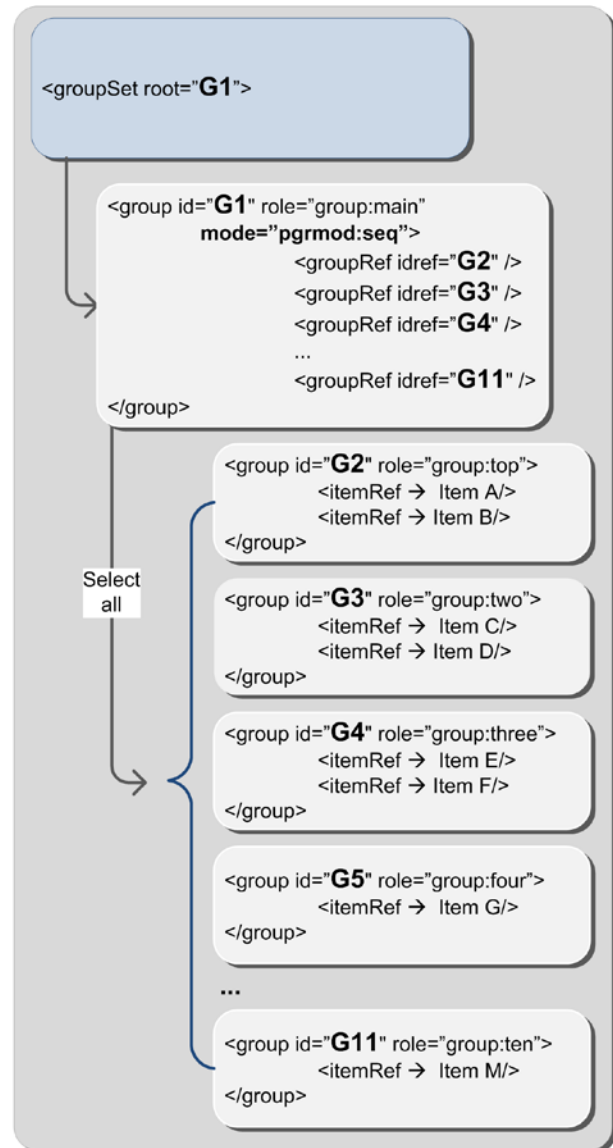 <groupSet root="G1">
<group id="G1" role="group:main"
mode="pgrmod:seq">
<groupRef idref="G2" />
<groupRef idref="G3" />
<groupRef idref="G4" />
...
<groupRef idref="G11" />
</group>
Select
all
<group id="G2" role="group:top">
<itemRef → Item A/>
<itemRef → Item B/>
</group>
<group id="G3" role="group:two">
<itemRef → Item C/>
<itemRef → Item D/>
</group>
<group id="G4" role="group:three">
<itemRef → Item E/>
<itemRef → Item F/>
</group>
<group id="G5" role="group:four">
<itemRef → Item G/>
</group>
...
<group id="G11" role="group:ten">
<itemRef → Item M/>
</group>